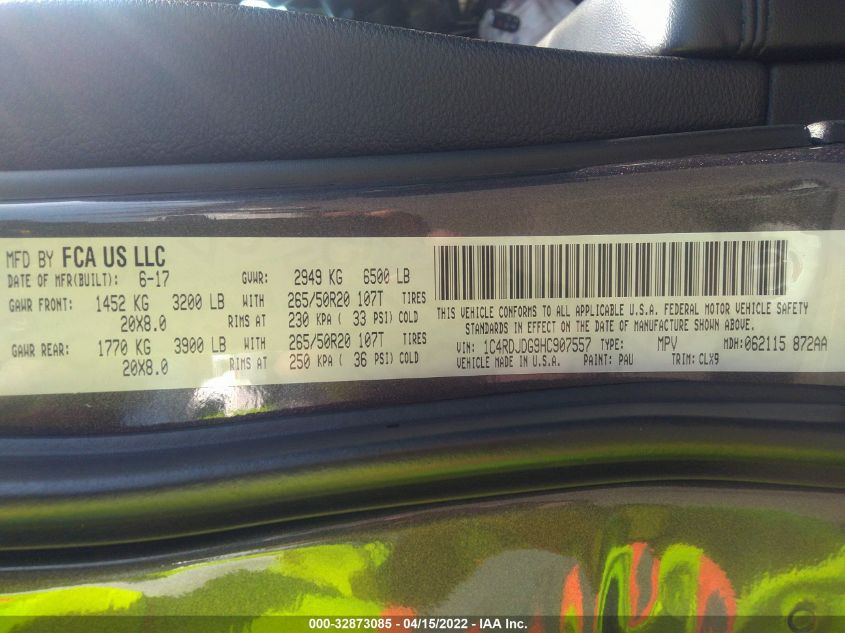 MFD BY FCA US LLC
DATE OF MFR(BUILT): 6-17 GVWR: 2949 KG 6500 LB
GAWR FRONT: 1452 KG 3200 LB WITH 265/50R20 107T TIRES
20X8.0 RIMS AT 230 KPA ( 33 PSI) COLD
GAWR REAR: 1770 KG 3900 LB WITH 265/50R20 107T TIRES
20X8.0 RIMS AT 250 KPA ( 36 PSI) COLD
THIS VEHICLE CONFORMS TO ALL APPLICABLE U.S.A. FEDERAL MOTOR VEHICLE SAFETY
STANDARDS IN EFFECT ON THE DATE OF MANUFACTURE SHOWN ABOVE.
VIN: 1C4RDJDG9HC907557 TYPE: MPV MDH:062115 872AA
VEHICLE MADE IN U.S.A. PAINT: PAU TRIM: CLX9
000-32873085 - 04/15/2022 - IAA Inc.